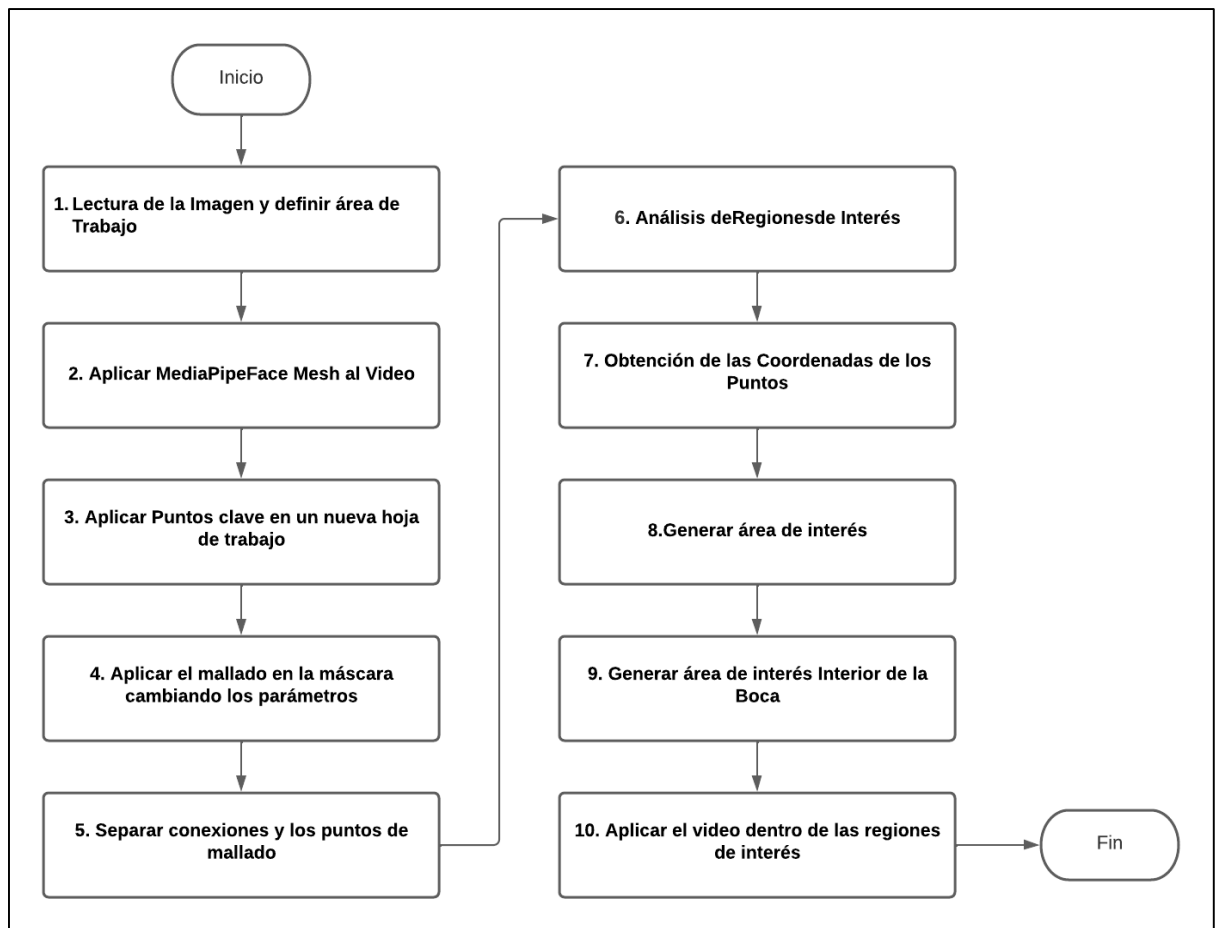 Inicio
1. Lectura de la Imagen y definir área de
Trabajo
2. Aplicar MediaPipeFace Mesh al Video
3. Aplicar Puntos clave en un nueva hoja
de trabajo
4. Aplicar el mallado en la máscara
cambiando los parámetros
5. Separar conexiones y los puntos de
mallado
6. Análisis deRegionesde Interés
7. Obtención de las Coordenadas de los
Puntos
8.Generar área de interés
9. Generar área de interés Interior de la
Boca
10. Aplicar el video dentro de las regiones
de interés
Fin